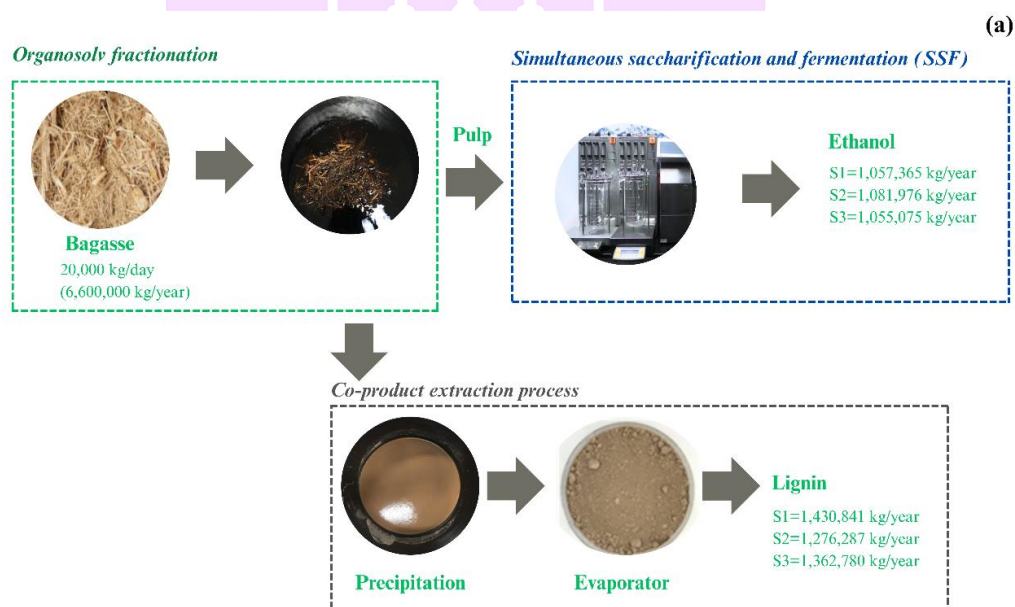 (a)
Organosolv fractionation
Simultaneous saccharification and fermentation (SSF)
Pulp
Ethanol
S1=1,057,365 kg/year
S2=1,081,976 kg/year
S3=1,055,075 kg/year
Bagasse
20,000 kg/day
(6,600,000 kg/year)
Co-product extraction process
Lignin
S1=1,430,841 kg/year
S2=1,276,287 kg/year
S3=1,362,780 kg/year
Precipitation
Evaporator